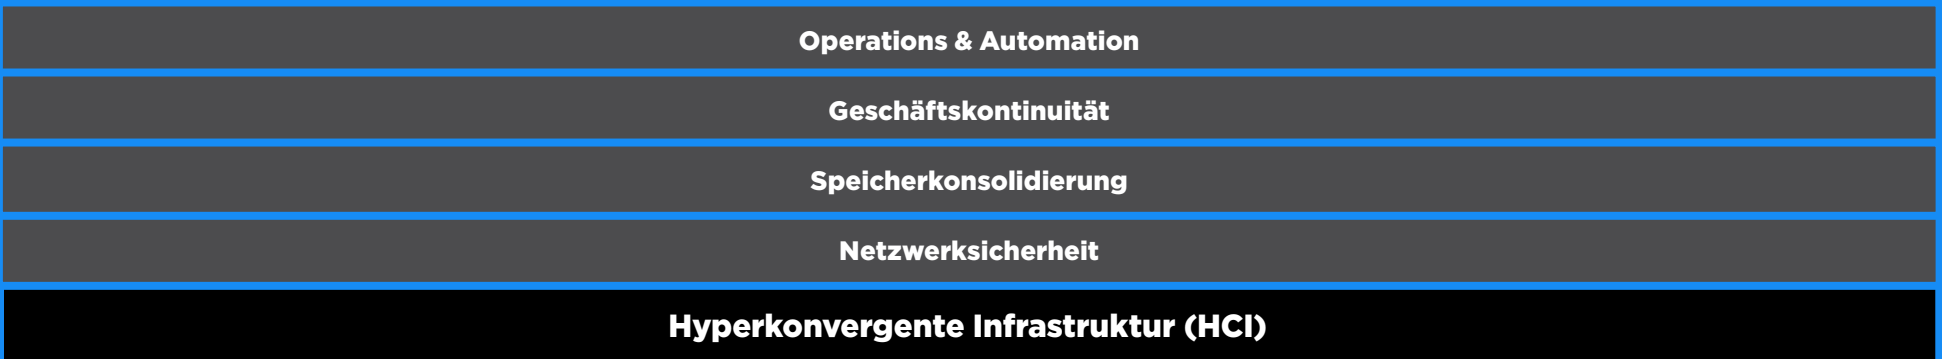 Operations & Automation
Geschäftskontinuität
Speicherkonsolidierung
Netzwerksicherheit
Hyperkonvergente Infrastruktur (HCI)